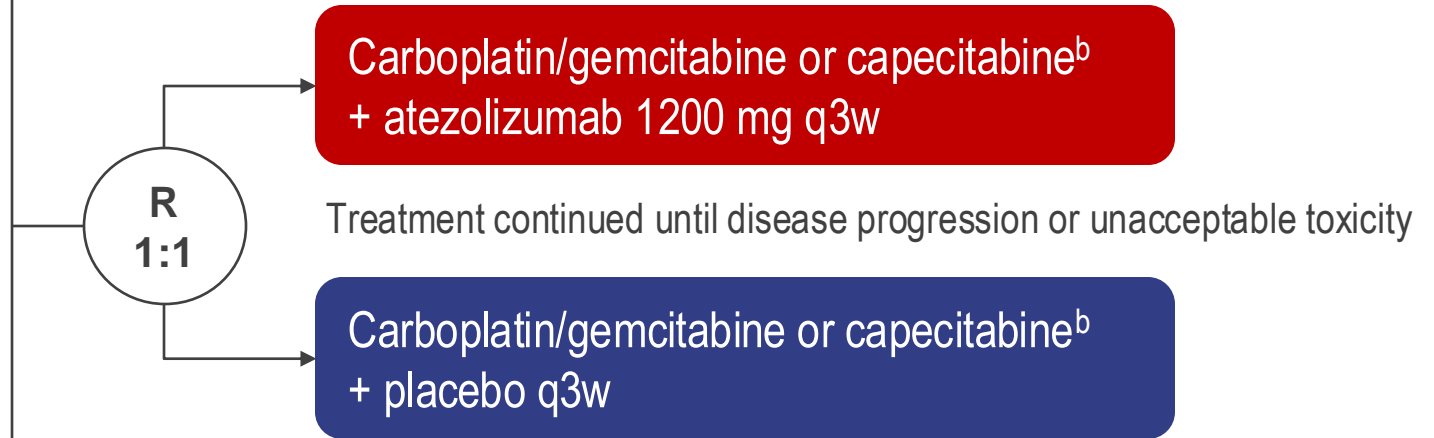 Carboplatin/gemcitabine or capecitabineᵇ
+ atezolizumab 1200 mg q3w
R
1:1
Treatment continued until disease progression or unacceptable toxicity
Carboplatin/gemcitabine or capecitabineᵇ
+ placebo q3w